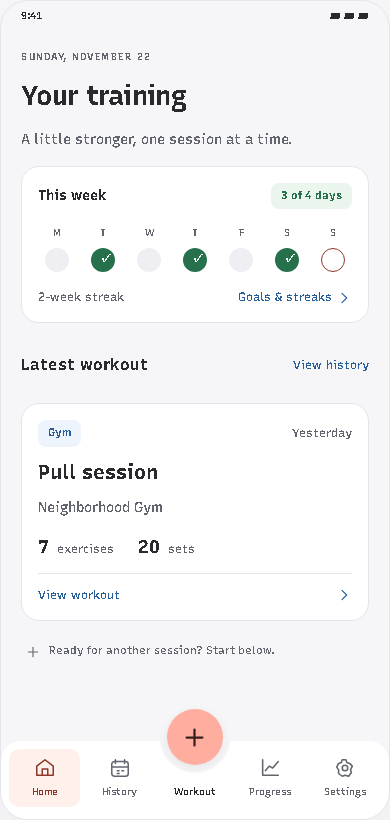 9:41
SUNDAY, NOVEMBER 22
Your training
A little stronger, one session at a time.
This week
3 of 4 days
M T W T F S S
2-week streak
Goals & streaks
Latest workout
View history
Gym
Yesterday
Pull session
Neighborhood Gym
7 exercises 20 sets
View workout
Ready for another session? Start below.
Home History Workout Progress Settings